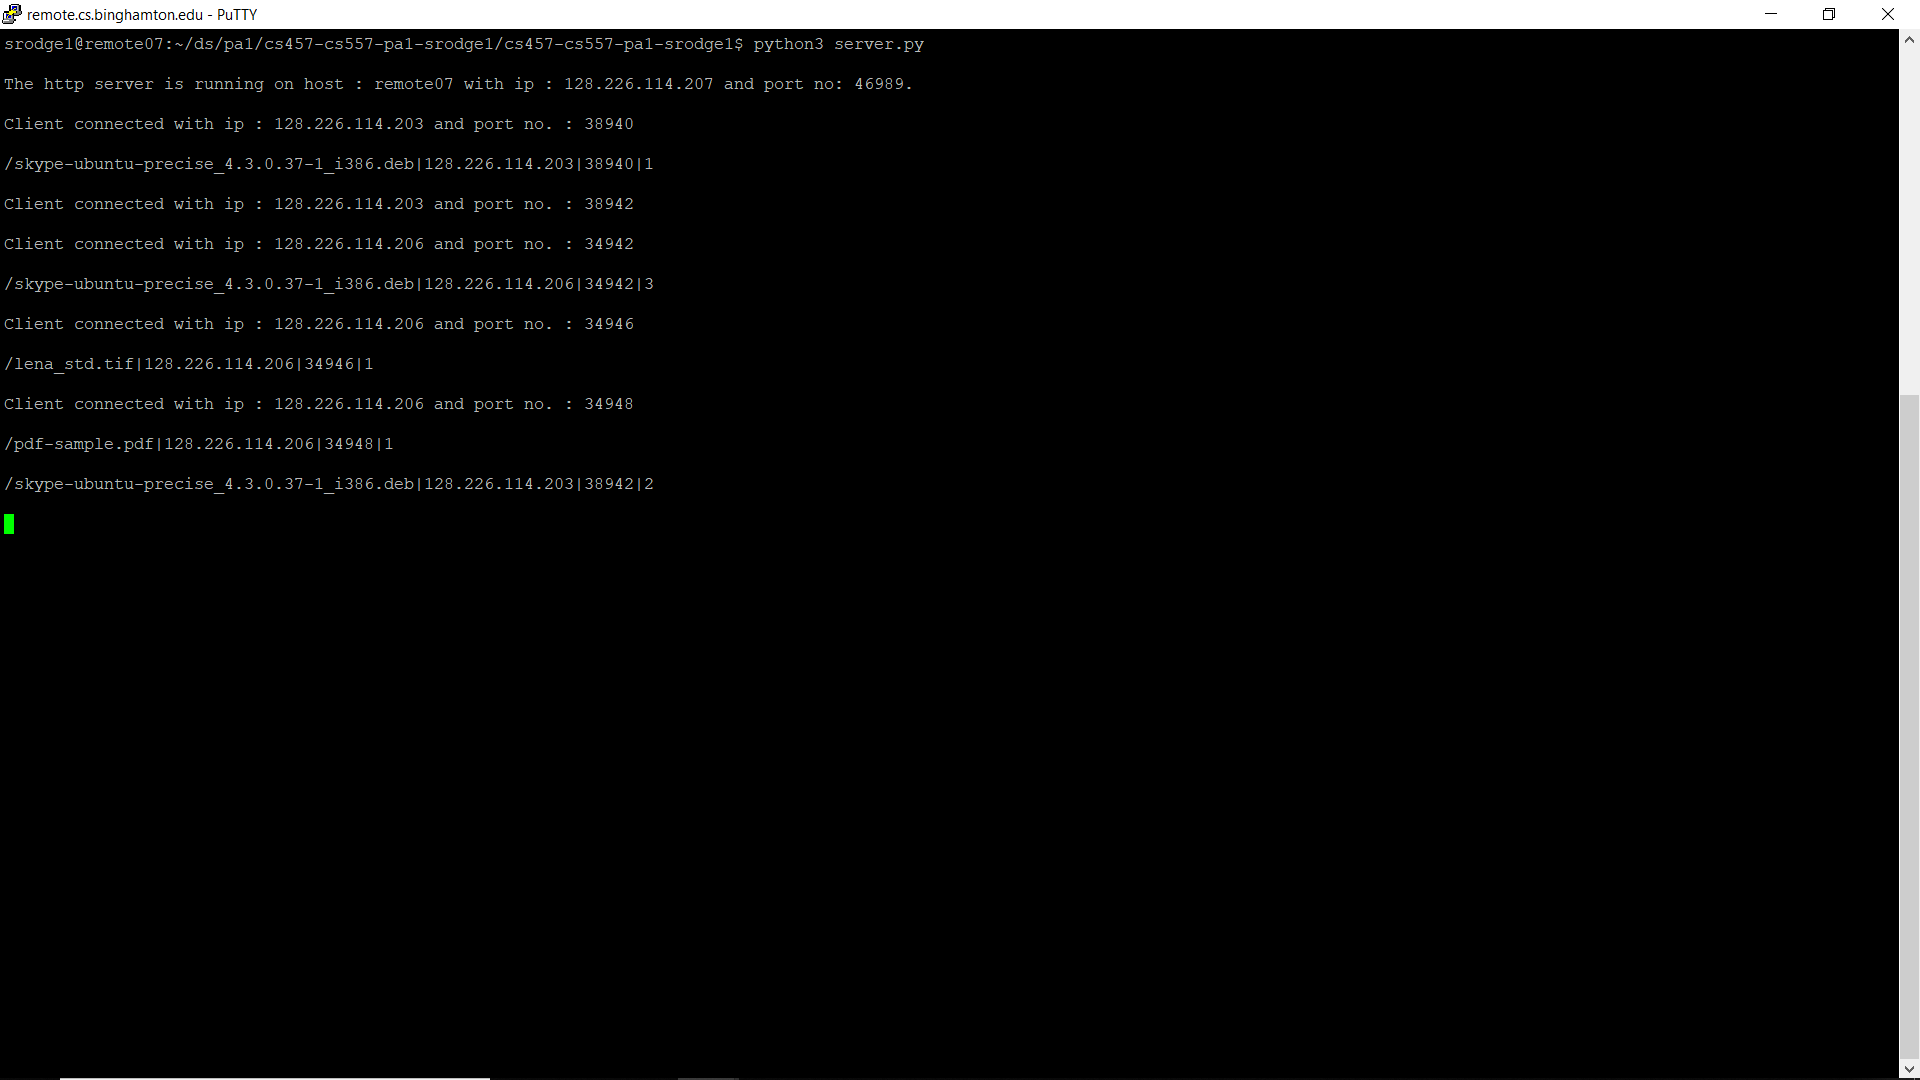 remote.cs.binghamton.edu - PuTTY
srodge1@remote07:~/ds/pa1/cs457-cs557-pa1-srodge1/cs457-cs557-pa1-srodge1$ python3 server.py
The http server is running on host : remote07 with ip : 128.226.114.207 and port no: 46989.
Client connected with ip : 128.226.114.203 and port no. : 38940
/skype-ubuntu-precise_4.3.0.37-1_i386.deb|128.226.114.203|38940|1
Client connected with ip : 128.226.114.203 and port no. : 38942
Client connected with ip : 128.226.114.206 and port no. : 34942
/skype-ubuntu-precise_4.3.0.37-1_i386.deb|128.226.114.206|34942|3
Client connected with ip : 128.226.114.206 and port no. : 34946
/lena_std.tif|128.226.114.206|34946|1
Client connected with ip : 128.226.114.206 and port no. : 34948
/pdf-sample.pdf|128.226.114.206|34948|1
/skype-ubuntu-precise_4.3.0.37-1_i386.deb|128.226.114.203|38942|2